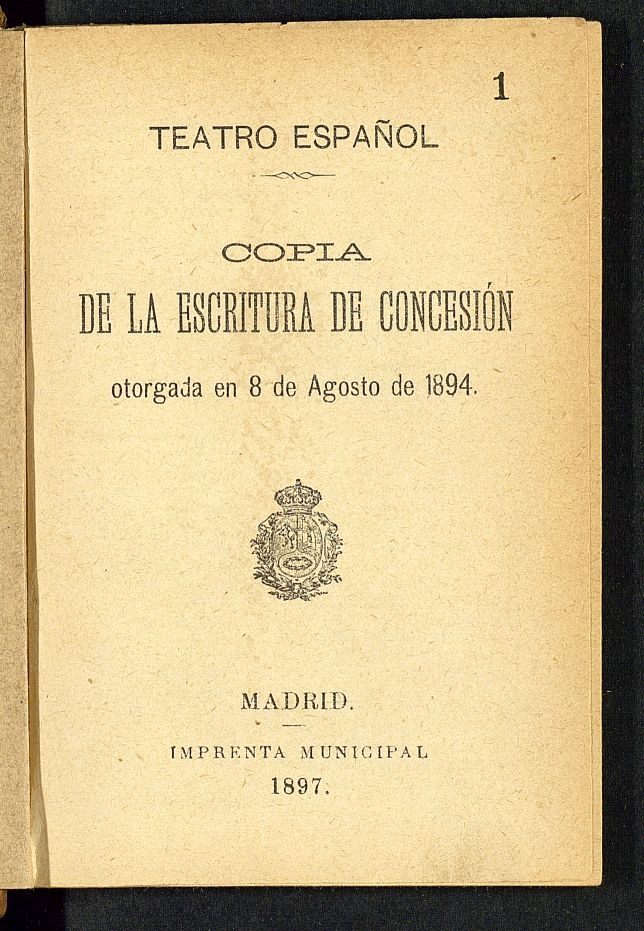 1
TEATRO ESPAÑOL
COPIA
DE LA ESCRITURA DE CONCESIÓN
otorgada en 8 de Agosto de 1894.
MADRID.
IMPRENTA MUNICIPAL
1897.